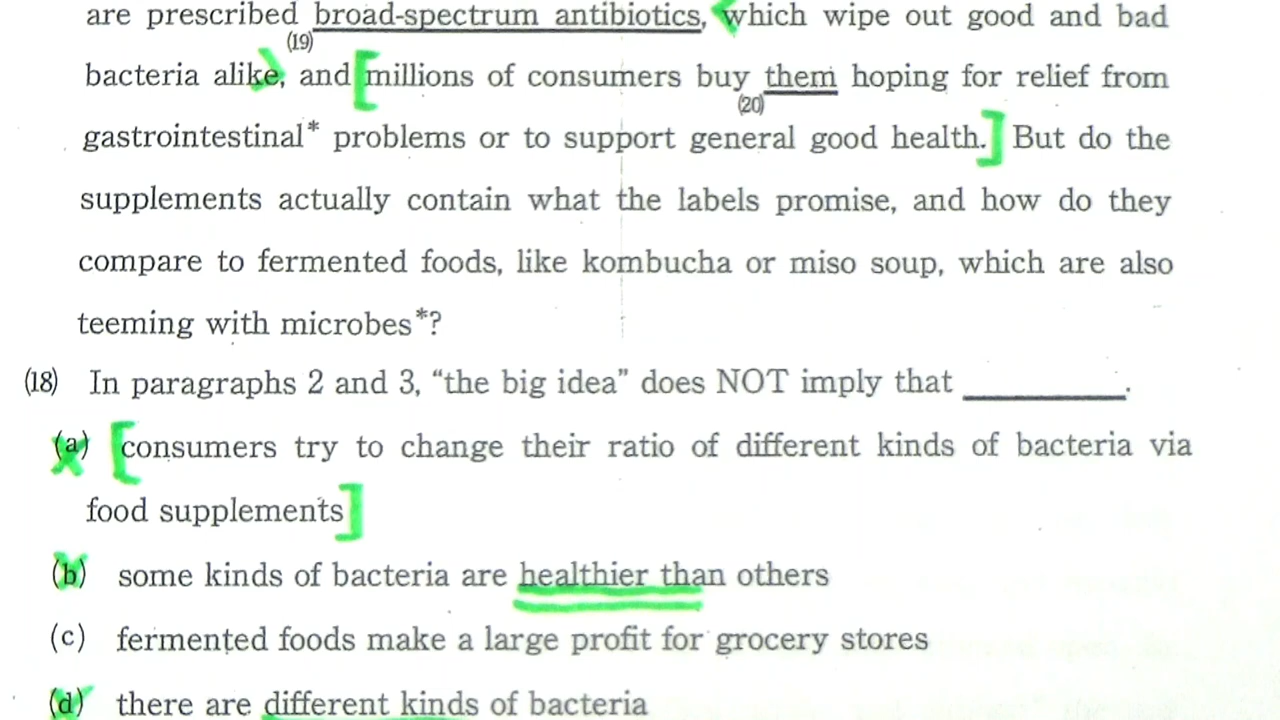 are prescribed broad-spectrum antibiotics, which wipe out good and bad
(19)
bacteria alike, and millions of consumers buy them hoping for relief from
(20)
gastrointestinal* problems or to support general good health. But do the
supplements actually contain what the labels promise, and how do they
compare to fermented foods, like kombucha or miso soup, which are also
teeming with microbes*?
(18) In paragraphs 2 and 3, “the big idea” does NOT imply that ________.
(a) consumers try to change their ratio of different kinds of bacteria via
food supplements
(b) some kinds of bacteria are healthier than others
(c) fermented foods make a large profit for grocery stores
(d) there are different kinds of bacteria